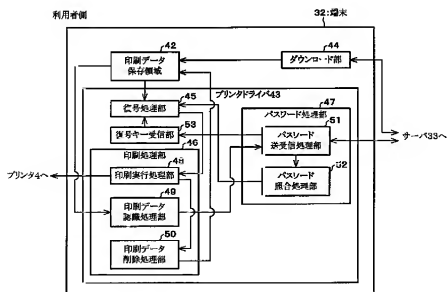 利用者側
32:端末
42
印刷データ
保存領域
44
ダウンロード部
プリンタドライバ43
45
復号処理部
53
復号キー受信部
47
パスワード処理部
51
パスワード
送受信処理部
52
パスワード
照合処理部
サーバ33へ
46
印刷処理部
48
印刷実行処理部
プリンタ4へ
49
印刷データ
認識処理部
50
印刷データ
削除処理部